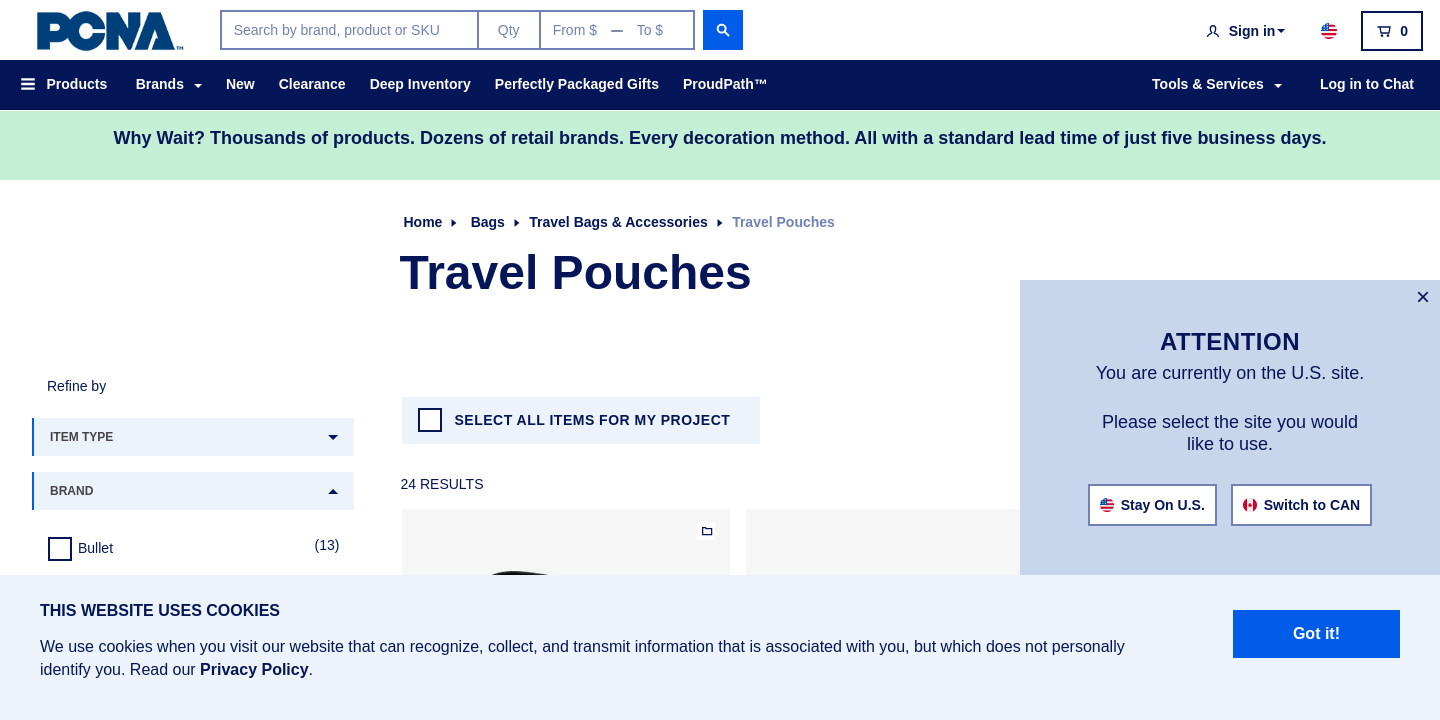 PCNA™
Search by brand, product or SKU
Qty
From $ — To $
Sign in
0
Products
Brands
New
Clearance
Deep Inventory
Perfectly Packaged Gifts
ProudPath™
Tools & Services
Log in to Chat
Why Wait? Thousands of products. Dozens of retail brands. Every decoration method. All with a standard lead time of just five business days.
Home
Bags
Travel Bags & Accessories
Travel Pouches
Travel Pouches
×
ATTENTION
You are currently on the U.S. site.
Please select the site you would
like to use.
Stay On U.S.
Switch to CAN
Refine by
ITEM TYPE
BRAND
Bullet
(13)
SELECT ALL ITEMS FOR MY PROJECT
24 RESULTS
THIS WEBSITE USES COOKIES
We use cookies when you visit our website that can recognize, collect, and transmit information that is associated with you, but which does not personally
identify you. Read our Privacy Policy.
Got it!